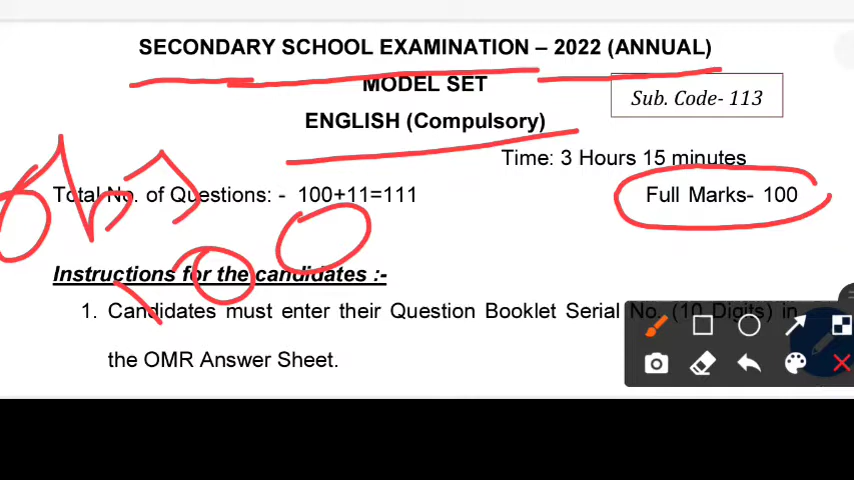 SECONDARY SCHOOL EXAMINATION – 2022 (ANNUAL)
MODEL SET
Sub. Code- 113
ENGLISH (Compulsory)
Time: 3 Hours 15 minutes
Total No. of Questions: - 100+11=111
Full Marks- 100
Obj
100
Instructions for the candidates :-
1. Candidates must enter their Question Booklet Serial No. (10 Digits) in
the OMR Answer Sheet.